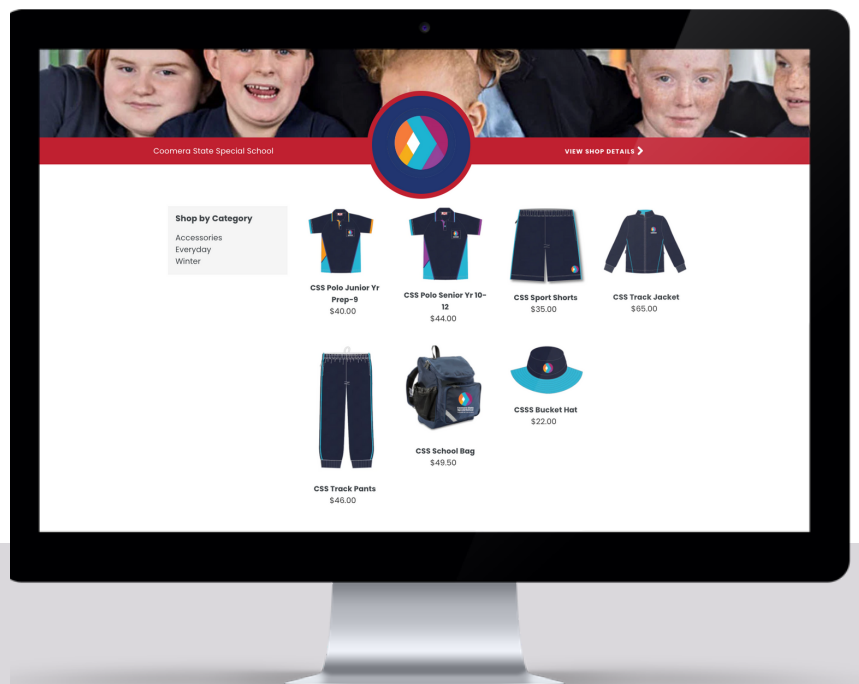 Coomera State Special School
VIEW SHOP DETAILS
Shop by Category
Accessories
Everyday
Winter
CSS Polo Junior Yr
Prep-9
$40.00
CSS Polo Senior Yr 10-
12
$44.00
CSS Sport Shorts
$35.00
CSS Track Jacket
$65.00
CSS Track Pants
$46.00
CSS School Bag
$49.50
CSSS Bucket Hat
$22.00